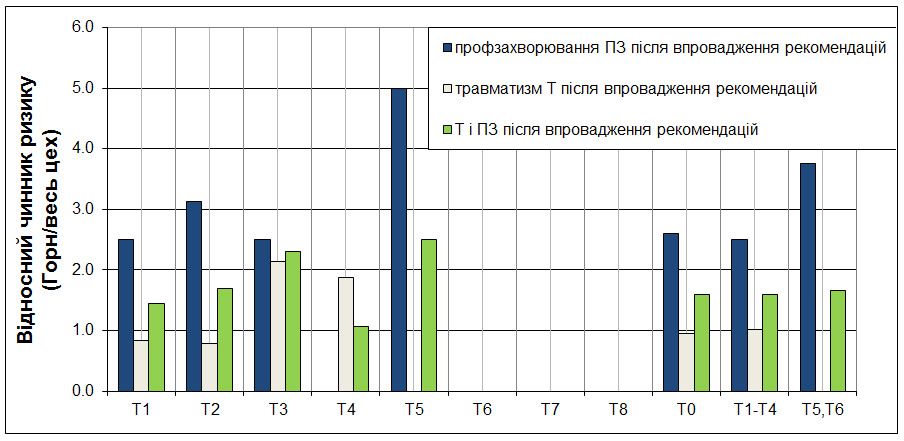 Відносний чинник ризику
(Горн/весь цех)
6.0
5.0
4.0
3.0
2.0
1.0
0.0
профзахворювання ПЗ після впровадження рекомендацій
травматизм Т після впровадження рекомендацій
Т і ПЗ після впровадження рекомендацій
Т1 Т2 Т3 Т4 Т5 Т6 Т7 Т8 Т0 Т1-Т4 Т5,Т6